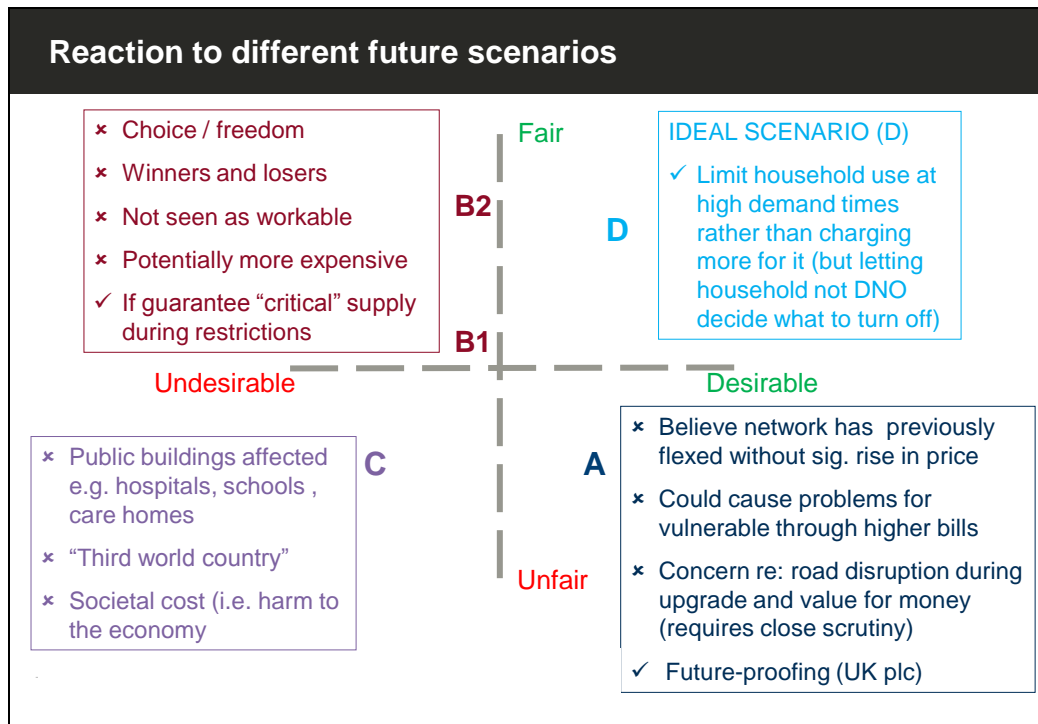 Reaction to different future scenarios
× Choice / freedom
× Winners and losers
× Not seen as workable
× Potentially more expensive
✓ If guarantee “critical” supply
during restrictions
Fair
B2
B1
IDEAL SCENARIO (D)
✓ Limit household use at
high demand times
rather than charging
more for it (but letting
household not DNO
decide what to turn off)
D
Undesirable
Desirable
× Public buildings affected
e.g. hospitals, schools ,
care homes
× “Third world country”
× Societal cost (i.e. harm to
the economy
C
A
Unfair
× Believe network has previously
flexed without sig. rise in price
× Could cause problems for
vulnerable through higher bills
× Concern re: road disruption during
upgrade and value for money
(requires close scrutiny)
✓ Future-proofing (UK plc)